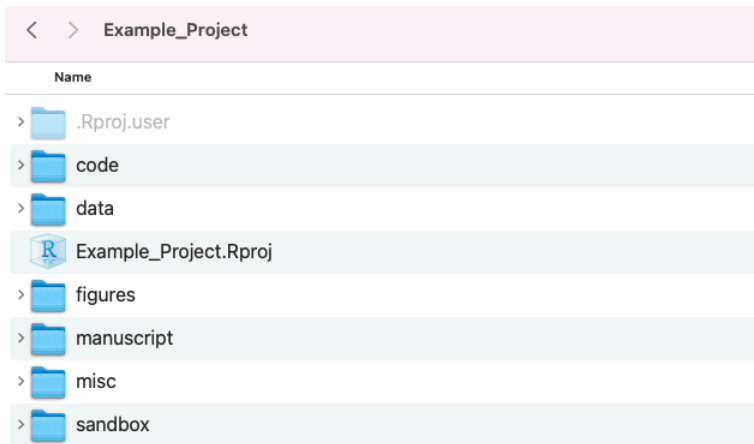 Example_Project
Name
.Rproj.user
code
data
R
Example_Project.Rproj
figures
manuscript
misc
sandbox